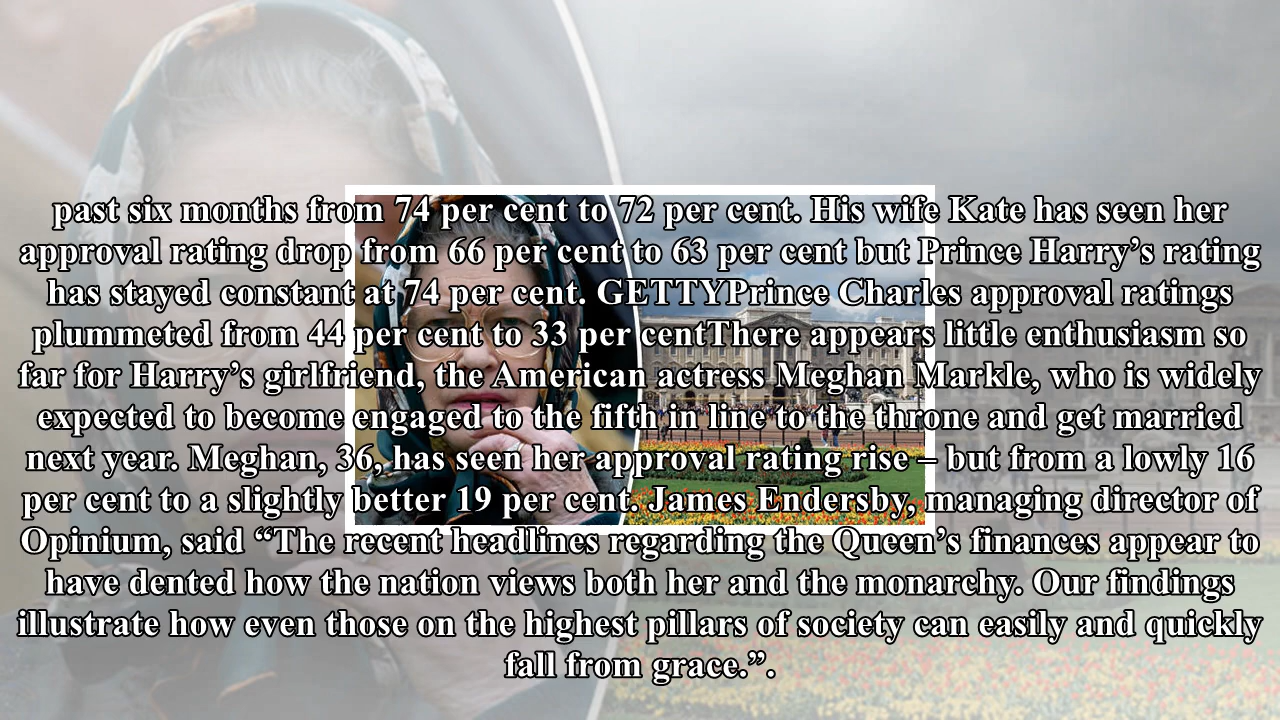 past six months from 74 per cent to 72 per cent. His wife Kate has seen her
approval rating drop from 66 per cent to 63 per cent but Prince Harry’s rating
has stayed constant at 74 per cent. GETTYPrince Charles approval ratings
plummeted from 44 per cent to 33 per centThere appears little enthusiasm so
far for Harry’s girlfriend, the American actress Meghan Markle, who is widely
expected to become engaged to the fifth in line to the throne and get married
next year. Meghan, 36, has seen her approval rating rise – but from a lowly 16
per cent to a slightly better 19 per cent. James Endersby, managing director of
Opinium, said “The recent headlines regarding the Queen’s finances appear to
have dented how the nation views both her and the monarchy. Our findings
illustrate how even those on the highest pillars of society can easily and quickly
fall from grace.”.